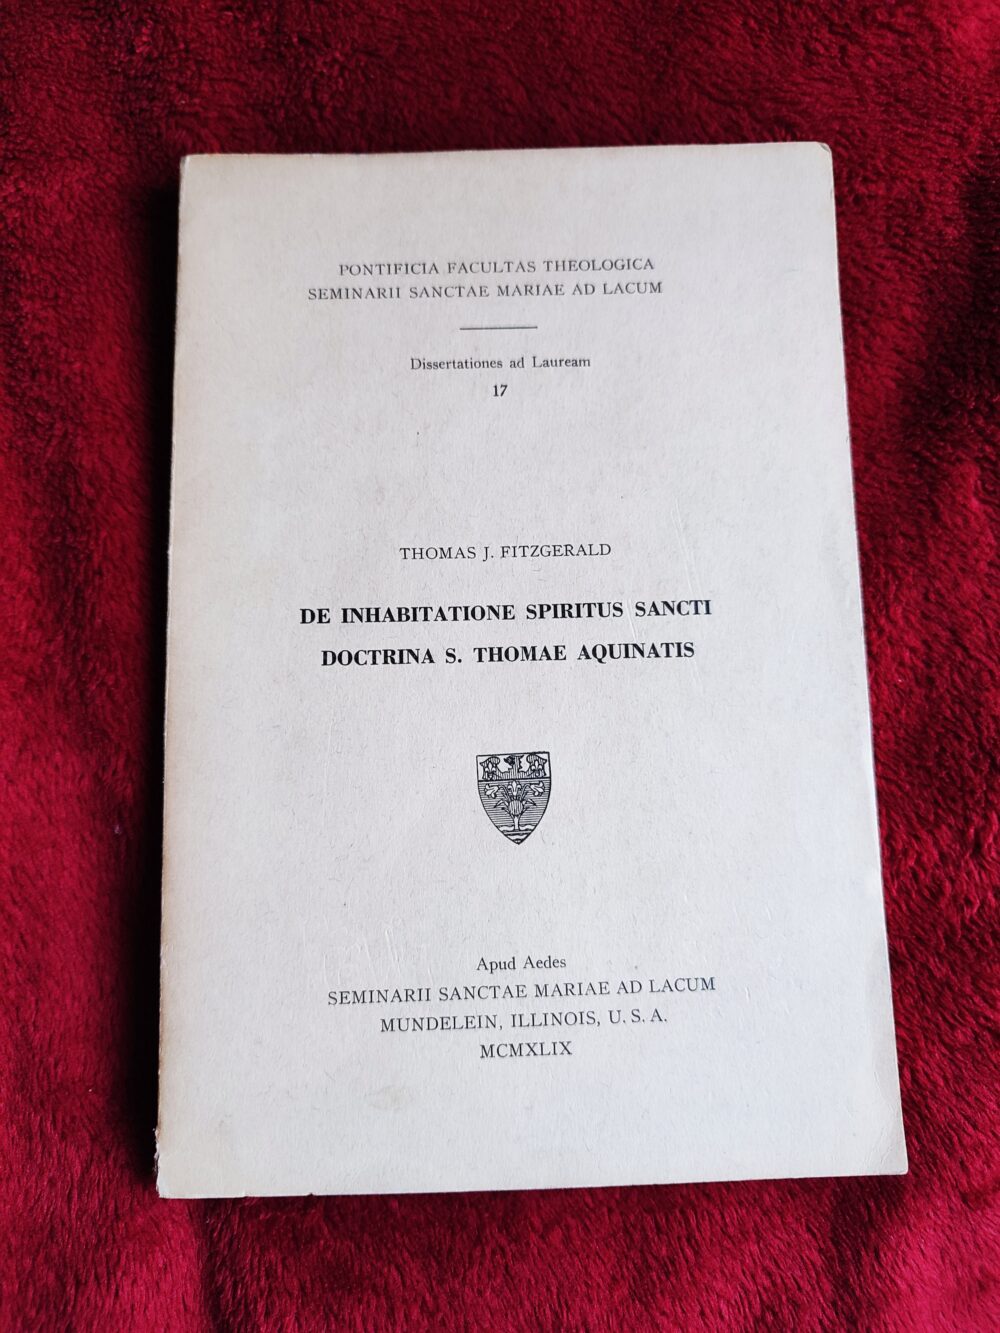 PONTIFICIA FACULTAS THEOLOGICA
SEMINARII SANCTAE MARIAE AD LACUM
Dissertationes ad Lauream
17
THOMAS J. FITZGERALD
DE INHABITATIONE SPIRITUS SANCTI
DOCTRINA S. THOMAE AQUINATIS
Apud Aedes
SEMINARII SANCTAE MARIAE AD LACUM
MUNDELEIN, ILLINOIS, U. S. A.
MCMXLIX